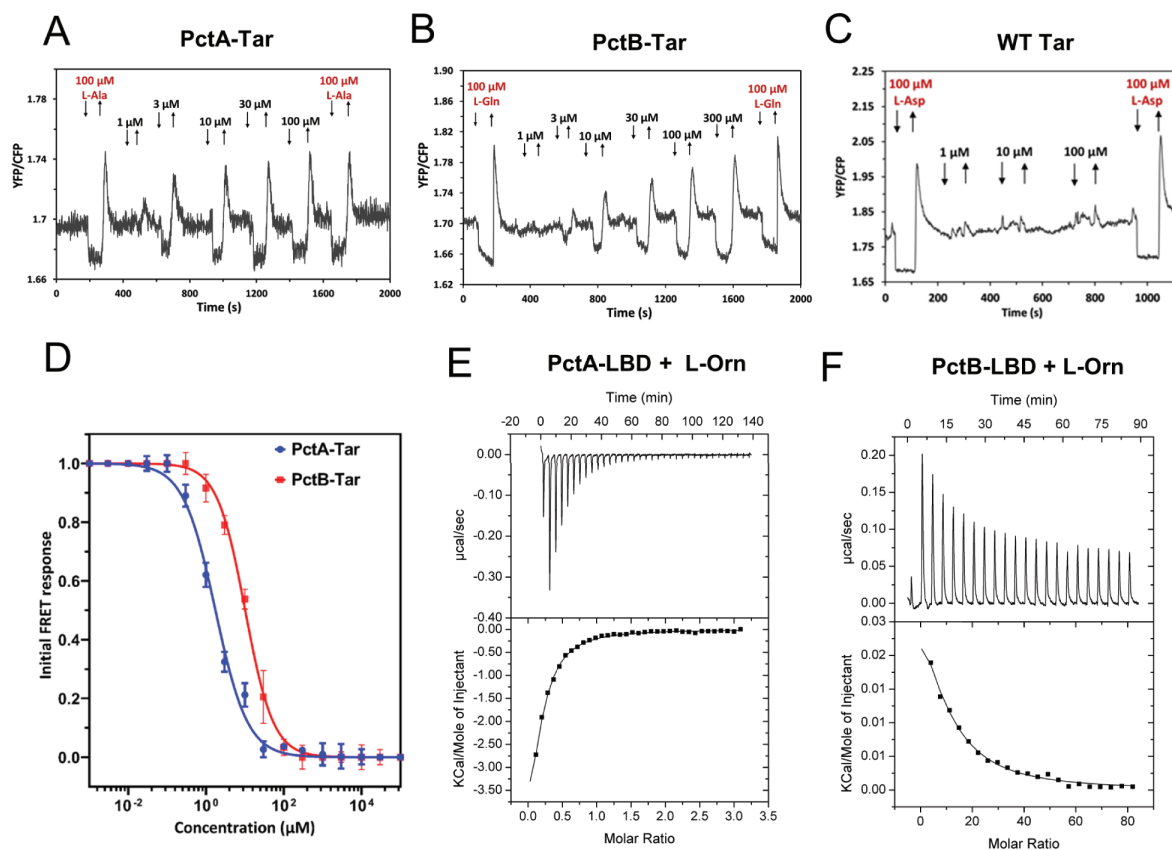 A
PctA-Tar
B
PctB-Tar
C
WT Tar
YFP/CFP
1.78
1.74
1.7
1.66
100 µM
L-Ala
1 µM
3 µM
10 µM
30 µM
100 µM
100 µM
L-Ala
0 400 800 1200 1600 2000
Time (s)
YFP/CFP
1.90
1.86
1.82
1.78
1.74
1.70
1.66
1.62
100 µM
L-Gln
1 µM
3 µM
10 µM
30 µM
100 µM
300 µM
100 µM
L-Gln
0 400 800 1200 1600 2000
Time (s)
YFP/CFP
2.25
2.15
2.05
1.95
1.85
1.75
1.65
100 µM
L-Asp
1 µM
10 µM
100 µM
100 µM
L-Asp
0 200 400 600 800 1000
Time (s)
D
PctA-Tar
PctB-Tar
Initial FRET response
1.0
0.8
0.6
0.4
0.2
0.0
10-2 100 102 104
Concentration (µM)
E
PctA-LBD + L-Orn
Time (min)
-20 0 20 40 60 80 100 120 140
µcal/sec
0.00
-0.10
-0.20
-0.30
-0.40
KCal/Mole of Injectant
0.00
-0.50
-1.00
-1.50
-2.00
-2.50
-3.00
-3.50
0.0 0.5 1.0 1.5 2.0 2.5 3.0 3.5
Molar Ratio
F
PctB-LBD + L-Orn
Time (min)
0 15 30 45 60 75 90
µcal/sec
0.20
0.15
0.10
0.05
0.00
KCal/Mole of Injectant
0.03
0.02
0.01
0.01
0.00
0 20 40 60 80
Molar Ratio